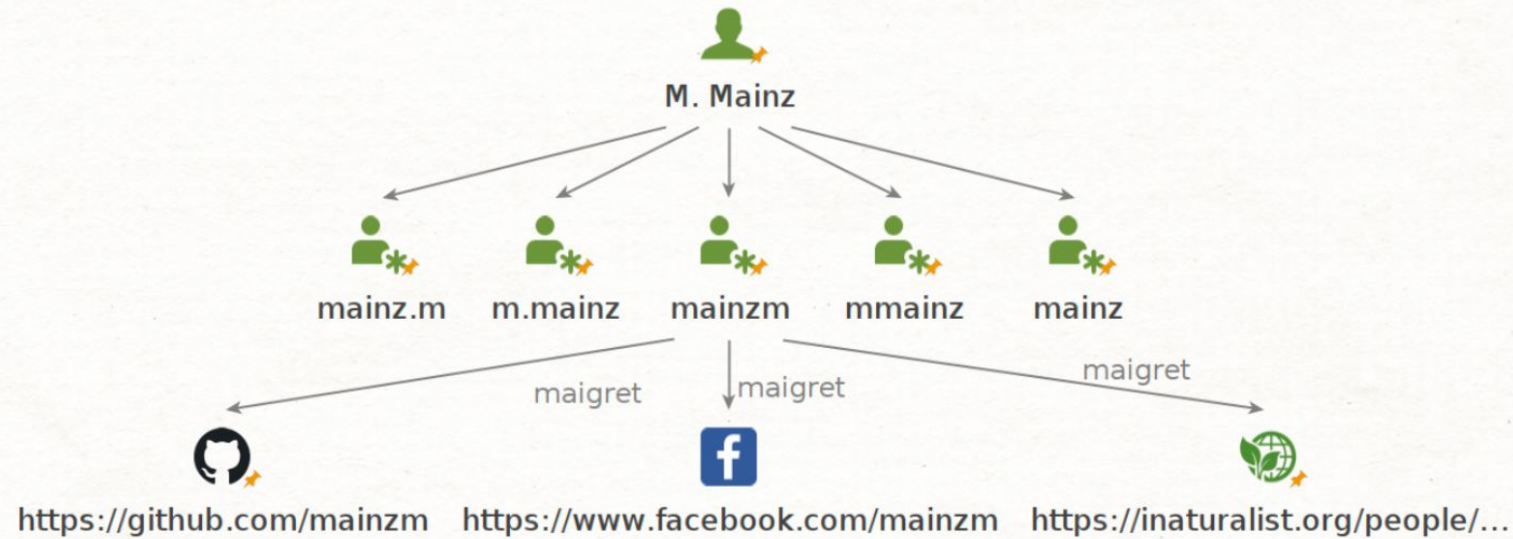 M. Mainz
mainz.m
m.mainz
mainzm
mmainz
mainz
maigret
maigret
maigret
https://github.com/mainzm
https://www.facebook.com/mainzm
https://inaturalist.org/people/...